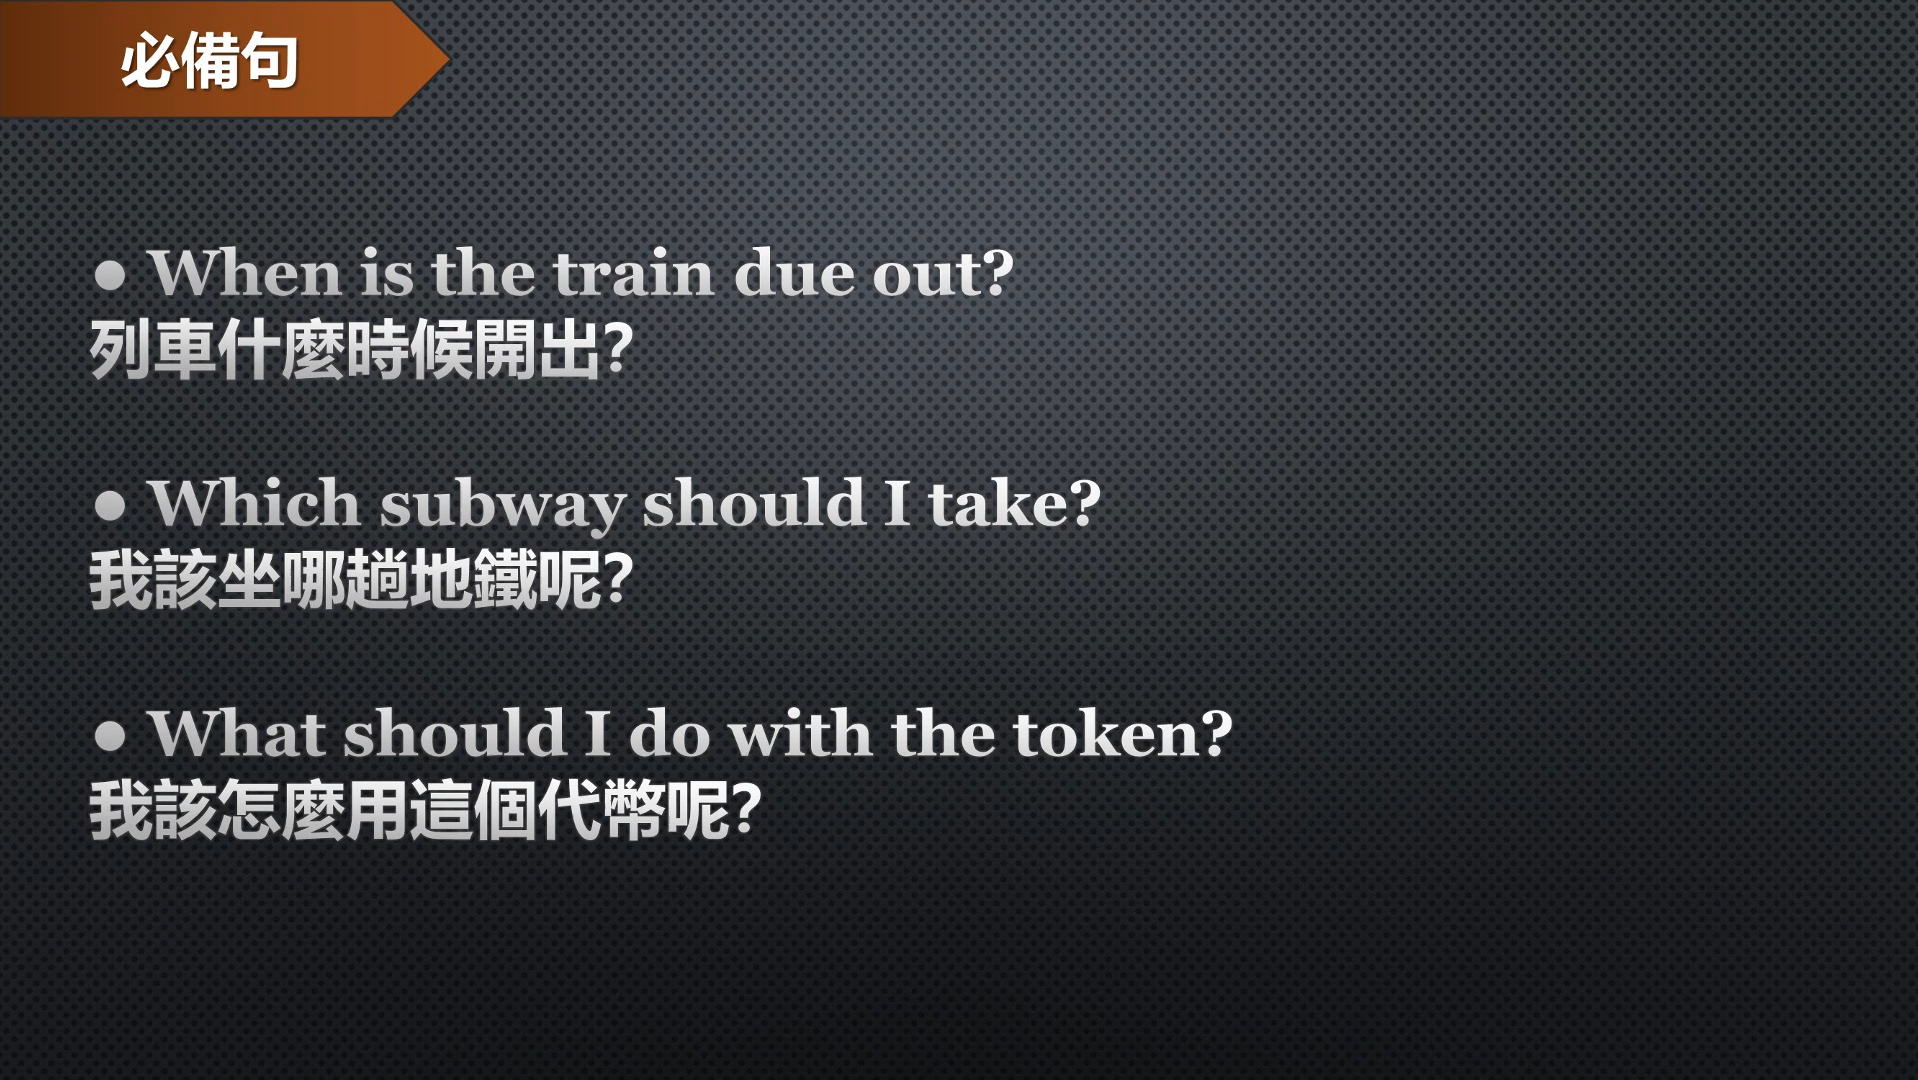 必備句
● When is the train due out?
列車什麼時候開出?
● Which subway should I take?
我該坐哪趟地鐵呢?
● What should I do with the token?
我該怎麼用這個代幣呢?